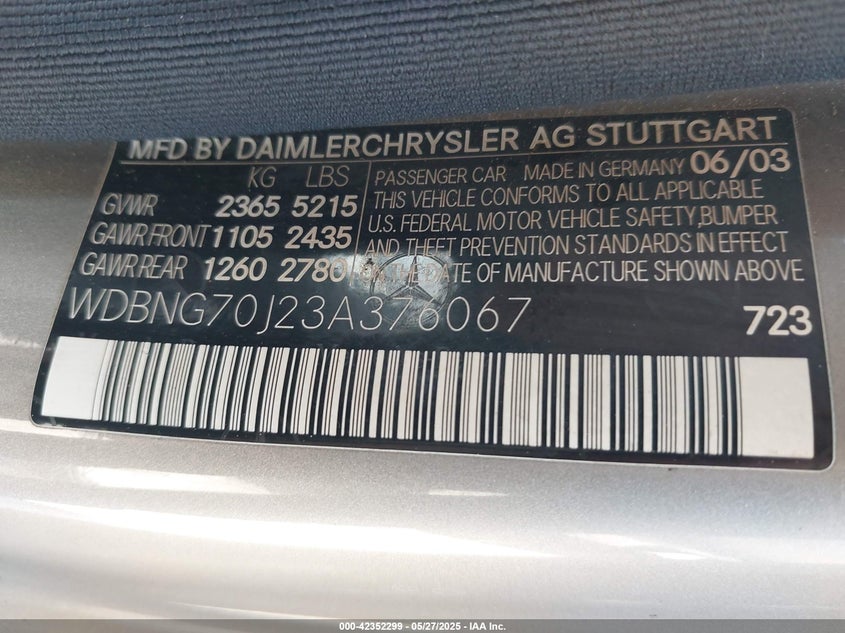 MFD BY DAIMLERCHRYSLER AG STUTTGART
KG LBS
GVWR 2365 5215
GAWR FRONT 1105 2435
GAWR REAR 1260 2780
PASSENGER CAR MADE IN GERMANY 06/03
THIS VEHICLE CONFORMS TO ALL APPLICABLE
U.S. FEDERAL MOTOR VEHICLE SAFETY, BUMPER
AND THEFT PREVENTION STANDARDS IN EFFECT
ON THE DATE OF MANUFACTURE SHOWN ABOVE
WDBNG70J23A376067
723
000-42352299 - 05/27/2025 - IAA Inc.